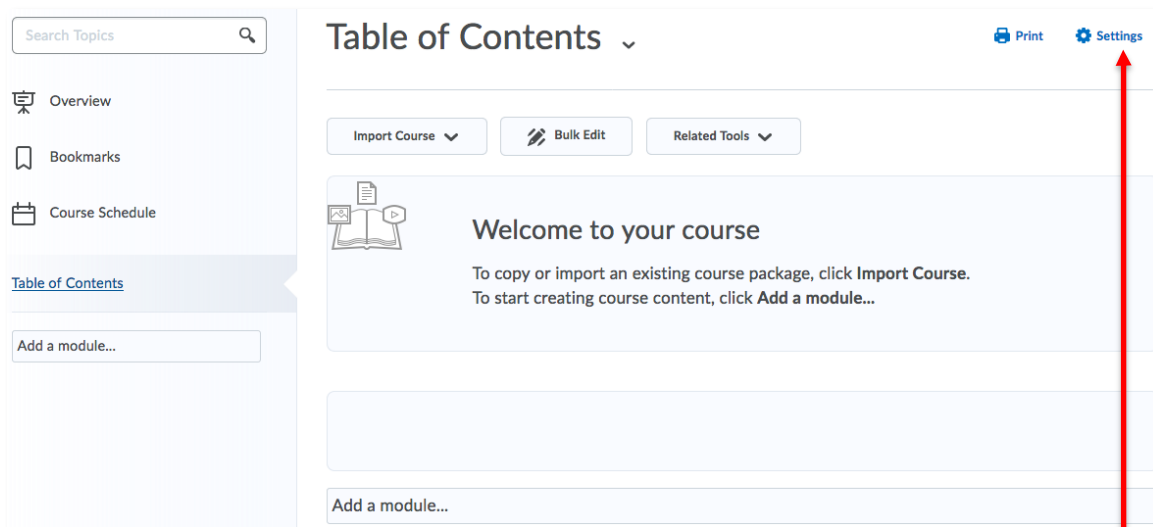 Search Topics
Overview
Bookmarks
Course Schedule
Table of Contents
Add a module...
Table of Contents
Print
Settings
Import Course
Bulk Edit
Related Tools
Welcome to your course
To copy or import an existing course package, click Import Course.
To start creating course content, click Add a module...
Add a module...